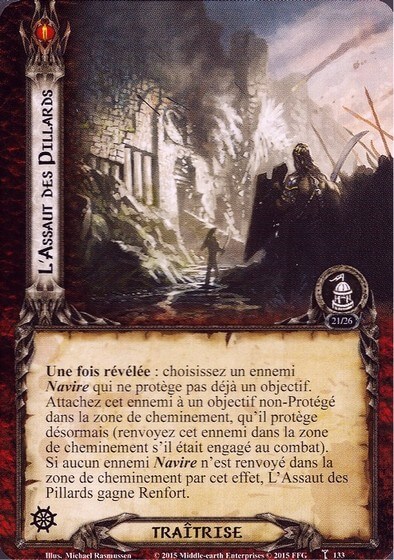 L'Assaut des Pillards
21/26
Une fois révélée : choisissez un ennemi
Navire qui ne protège pas déjà un objectif.
Attachez cet ennemi à un objectif non-Protégé
dans la zone de cheminement, qu'il protège
désormais (renvoyez cet ennemi dans la zone
de cheminement s'il était engagé au combat).
Si aucun ennemi Navire n'est renvoyé dans la
zone de cheminement par cet effet, L'Assaut des
Pillards gagne Renfort.
TRAÎTRISE
Illus. Michael Rasmussen
© 2015 Middle-earth Enterprises © 2015 FFG
133